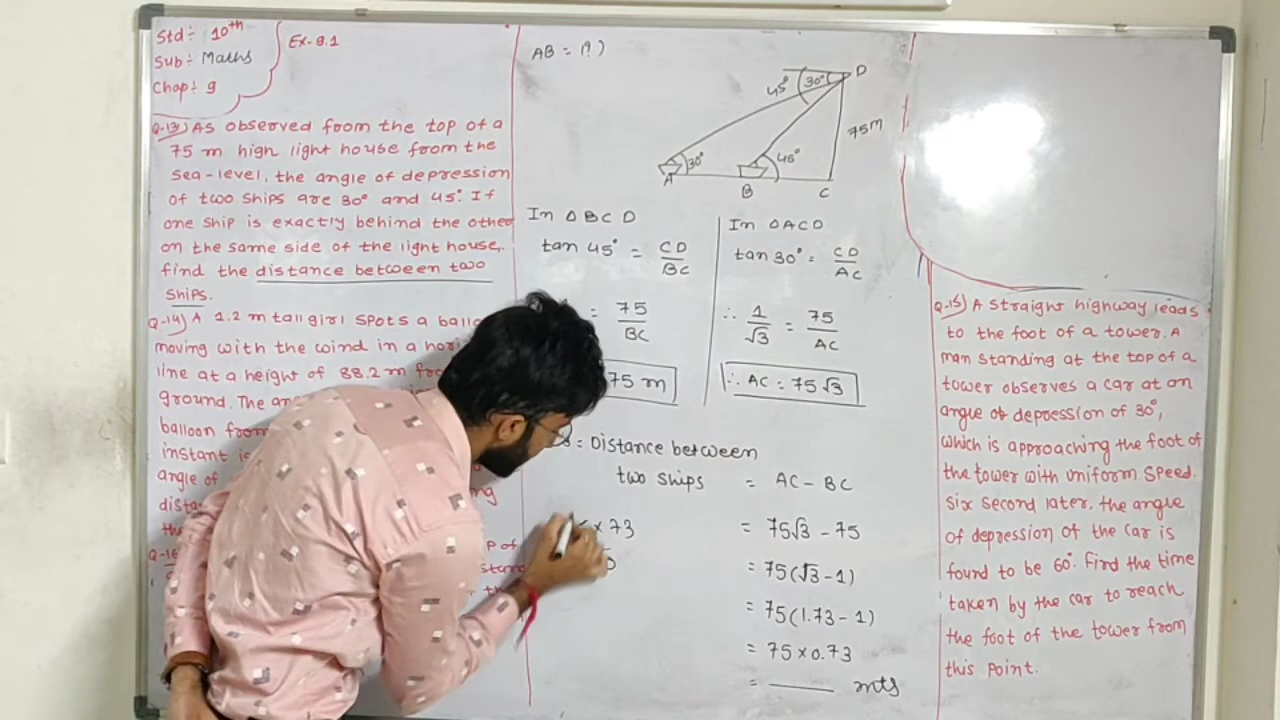 Std:- 10th
Sub:- Maths
Chap:- 9
Ex-9.1
Q-13) As observed from the top of a
75 m high light house from the
sea-level, the angle of depression
of two ships are 30° and 45°. If
one ship is exactly behind the other
on the same side of the light house,
find the distance between two
ships.
Q-14) A 1.2 m tall girl spots a
moving with the wind in a
line at a height of 88.2 m
ground. The
balloon from
instant
angle of
Q-16
AB = (?)
45° 30° D
75 m
30° 45°
A B C
In △BCD
tan 45° = CD/BC
= 75/BC
75 m
In △ACD
tan 30° = CD/AC
∴ 1/√3 = 75/AC
∴ AC = 75√3
= Distance between
two ships = AC - BC
= 75√3 - 75
= 75(√3 - 1)
= 75(1.73 - 1)
= 75 x 0.73
= ______ mts
x 73
Q-15) A straight highway leads
to the foot of a tower. A
man standing at the top of a
tower observes a car at an
angle of depression of 30°,
which is approaching the foot of
the tower with uniform speed.
Six second later, the angle
of depression of the car is
found to be 60°. Find the time
taken by the car to reach
the foot of the tower from
this point.